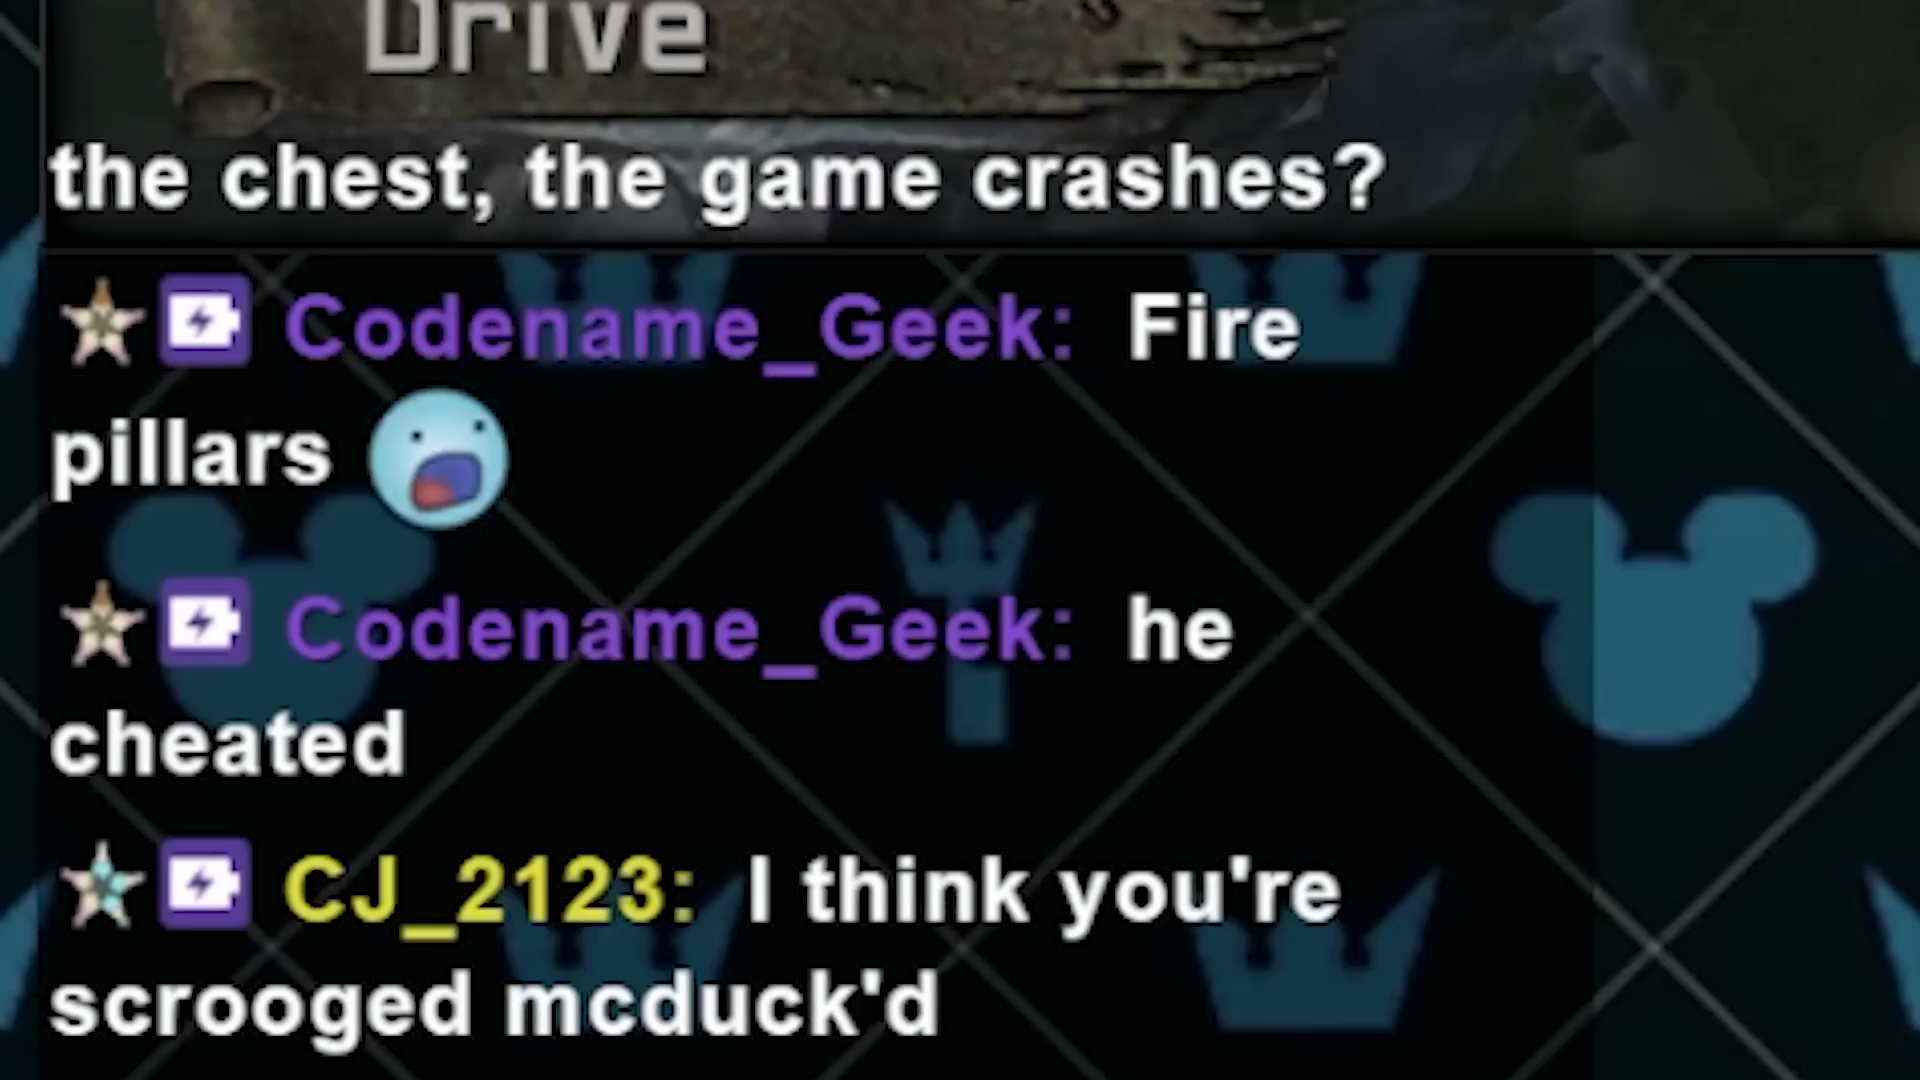 Drive
the chest, the game crashes?
Codename_Geek: Fire
pillars
Codename_Geek: he
cheated
CJ_2123: I think you're
scrooged mcduck'd